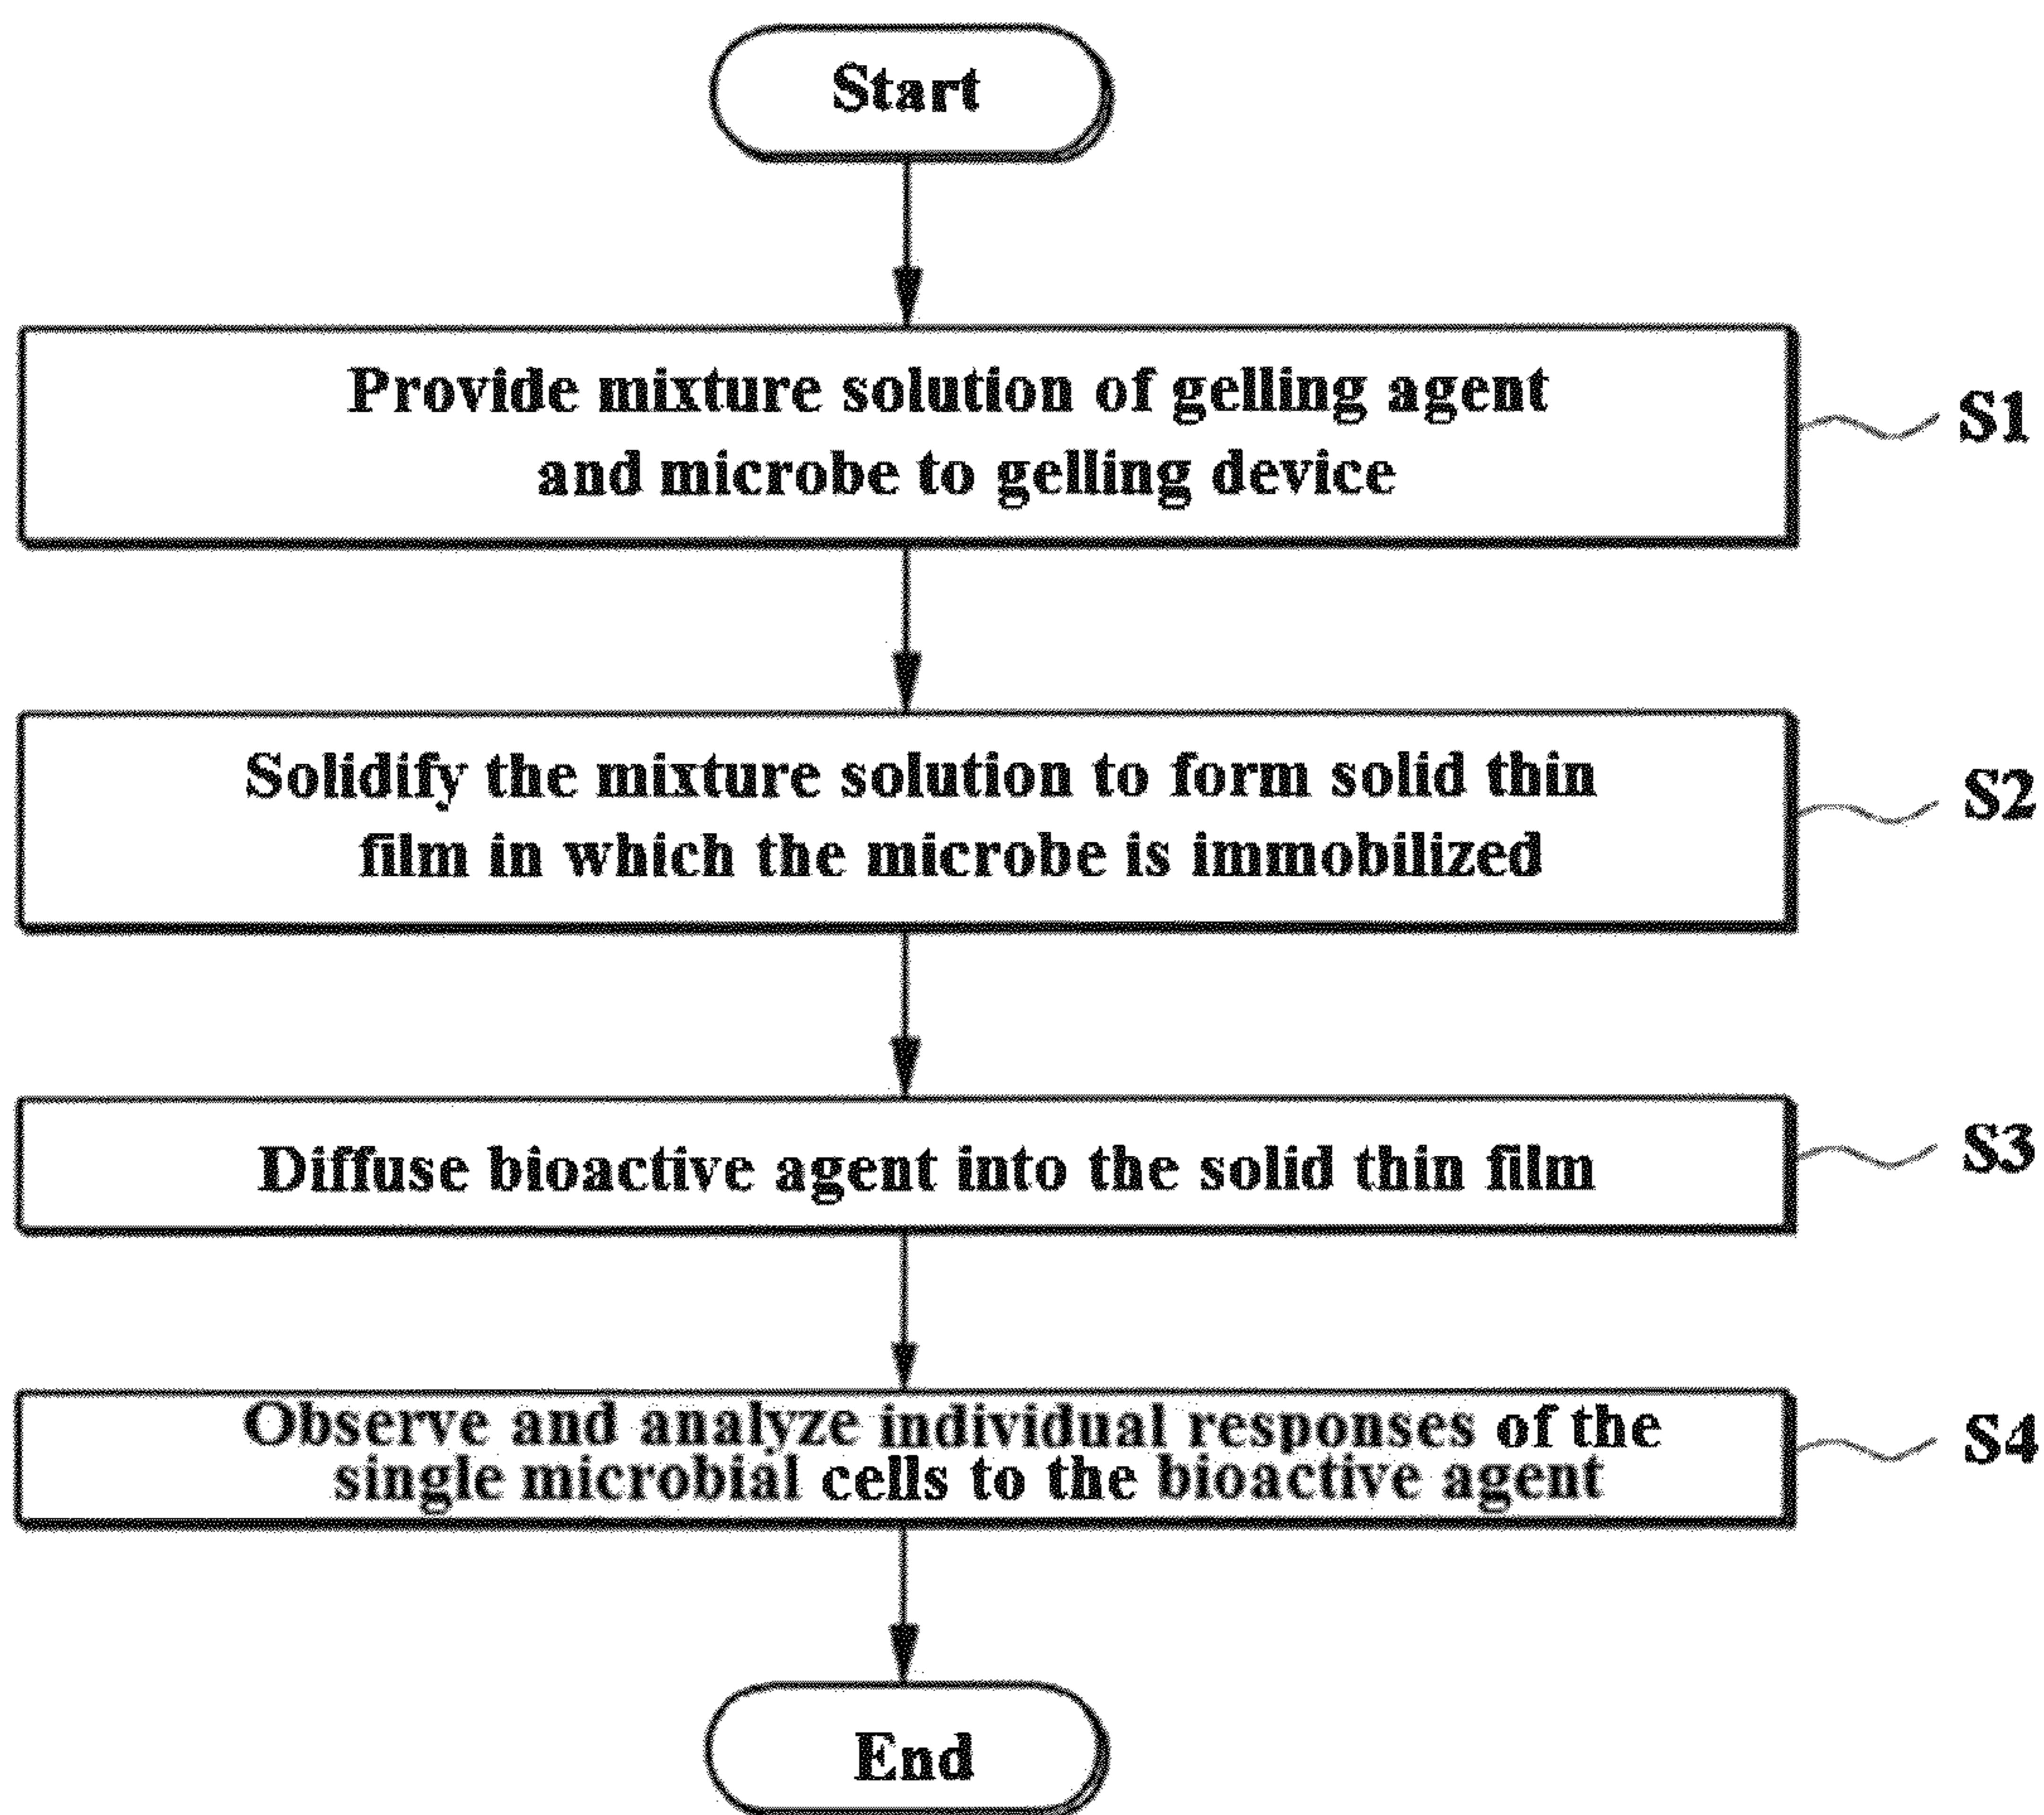 Start
Provide mixture solution of gelling agent
and microbe to gelling device
S1
Solidify the mixture solution to form solid thin
film in which the microbe is immobilized
S2
Diffuse bioactive agent into the solid thin film
S3
Observe and analyze individual responses of the
single microbial cells to the bioactive agent
S4
End